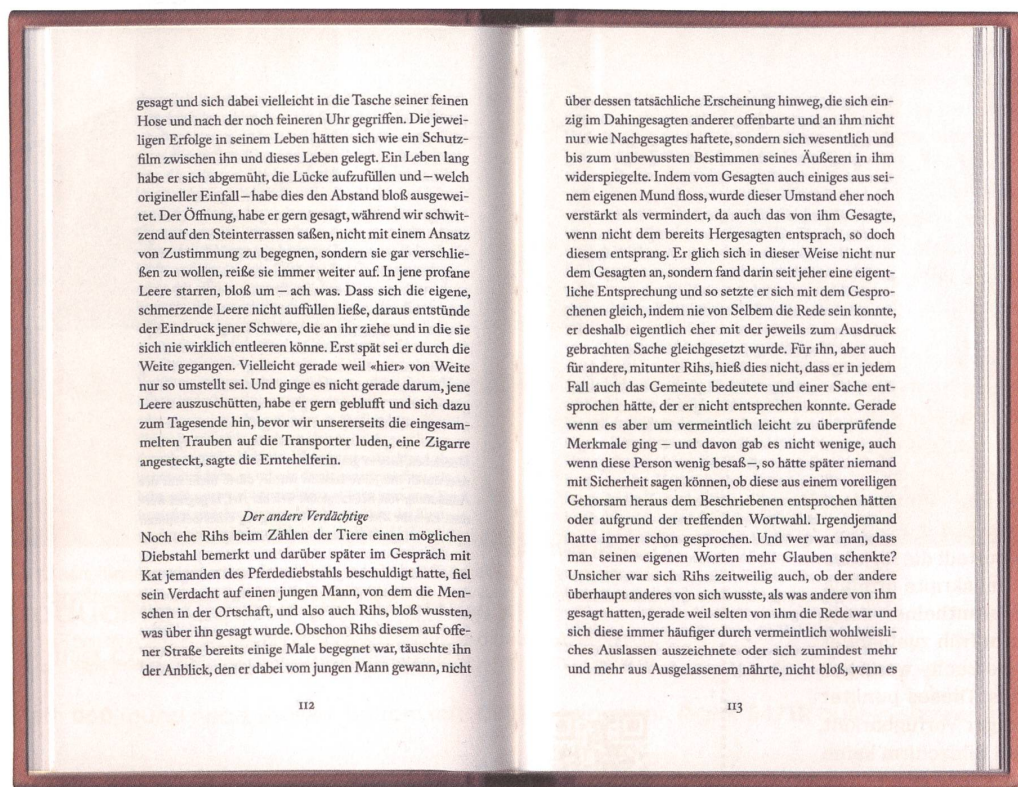 gesagt und sich dabei vielleicht in die Tasche seiner feinen
Hose und nach der noch feineren Uhr gegriffen. Die jewei-
ligen Erfolge in seinem Leben hätten sich wie ein Schutz-
film zwischen ihn und dieses Leben gelegt. Ein Leben lang
habe er sich abgemüht, die Lücke aufzufüllen und – welch
origineller Einfall – habe dies den Abstand bloß ausgewei-
tet. Der Öffnung, habe er gern gesagt, während wir schwit-
zend auf den Steinterrassen saßen, nicht mit einem Ansatz
von Zustimmung zu begegnen, sondern sie gar verschlie-
ßen zu wollen, reiße sie immer weiter auf. In jene profane
Leere starren, bloß um – ach was. Dass sich die eigene,
schmerzende Leere nicht auffüllen ließe, daraus entstünde
der Eindruck jener Schwere, die an ihr ziehe und in die sie
sich nie wirklich entleeren könne. Erst spät sei er durch die
Weite gegangen. Vielleicht gerade weil «hier» von Weite
nur so umstellt sei. Und ginge es nicht gerade darum, jene
Leere auszuschütten, habe er gern geblufft und sich dazu
zum Tagesende hin, bevor wir unsererseits die eingesam-
melten Trauben auf die Transporter luden, eine Zigarre
angesteckt, sagte die Erntehelferin.
Der andere Verdächtige
Noch ehe Rihs beim Zählen der Tiere einen möglichen
Diebstahl bemerkt und darüber später im Gespräch mit
Kat jemanden des Pferdediebstahls beschuldigt hatte, fiel
sein Verdacht auf einen jungen Mann, von dem die Men-
schen in der Ortschaft, und also auch Rihs, bloß wussten,
was über ihn gesagt wurde. Obschon Rihs diesem auf offe-
ner Straße bereits einige Male begegnet war, täuschte ihn
der Anblick, den er dabei vom jungen Mann gewann, nicht
112
über dessen tatsächliche Erscheinung hinweg, die sich ein-
zig im Dahingesagten anderer offenbarte und an ihm nicht
nur wie Nachgesagtes haftete, sondern sich wesentlich und
bis zum unbewussten Bestimmen seines Äußeren in ihm
widerspiegelte. Indem vom Gesagten auch einiges aus sei-
nem eigenen Mund floss, wurde dieser Umstand eher noch
verstärkt als vermindert, da auch das von ihm Gesagte,
wenn nicht dem bereits Hergesagten entsprach, so doch
diesem entsprang. Er glich sich in dieser Weise nicht nur
dem Gesagten an, sondern fand darin seit jeher eine eigent-
liche Entsprechung und so setzte er sich mit dem Gespro-
chenen gleich, indem nie von Selbem die Rede sein konnte,
er deshalb eigentlich eher mit der jeweils zum Ausdruck
gebrachten Sache gleichgesetzt wurde. Für ihn, aber auch
für andere, mitunter Rihs, hieß dies nicht, dass er in jedem
Fall auch das Gemeinte bedeutete und einer Sache ent-
sprochen hätte, der er nicht entsprechen konnte. Gerade
wenn es aber um vermeintlich leicht zu überprüfende
Merkmale ging – und davon gab es nicht wenige, auch
wenn diese Person wenig besaß –, so hätte später niemand
mit Sicherheit sagen können, ob diese aus einem voreiligen
Gehorsam heraus dem Beschriebenen entsprochen hätten
oder aufgrund der treffenden Wortwahl. Irgendjemand
hatte immer schon gesprochen. Und wer war man, dass
man seinen eigenen Worten mehr Glauben schenkte?
Unsicher war sich Rihs zeitweilig auch, ob der andere
überhaupt anderes von sich wusste, als was andere von ihm
gesagt hatten, gerade weil selten von ihm die Rede war und
sich diese immer häufiger durch vermeintlich wohlweisli-
ches Auslassen auszeichnete oder sich zumindest mehr
und mehr aus Ausgelassenem nährte, nicht bloß, wenn es
113